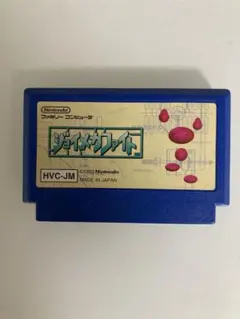 Nintendo
ファミリー コンピュータ
ジョイメカファイト
HVC-JM
©1993 Nintendo
MADE IN JAPAN